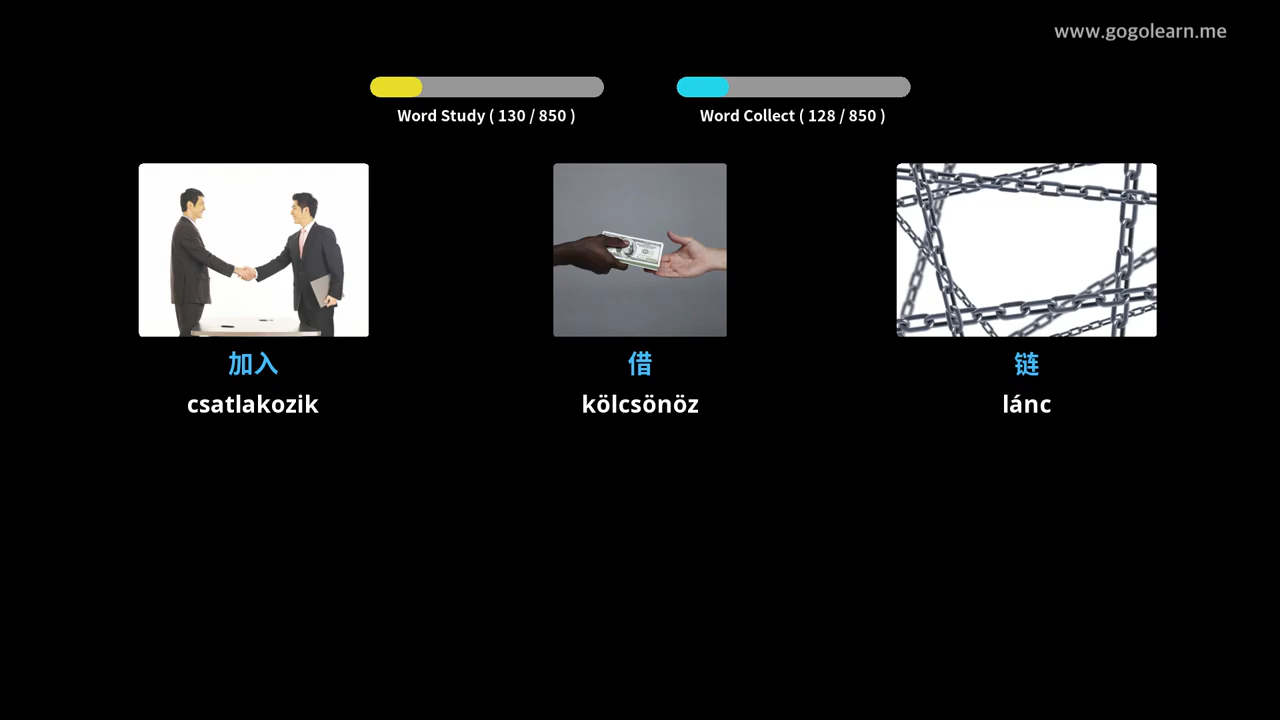 www.gogolearn.me
Word Study ( 130 / 850 )
Word Collect ( 128 / 850 )
加入
借
链
csatlakozik
kölcsönöz
lánc